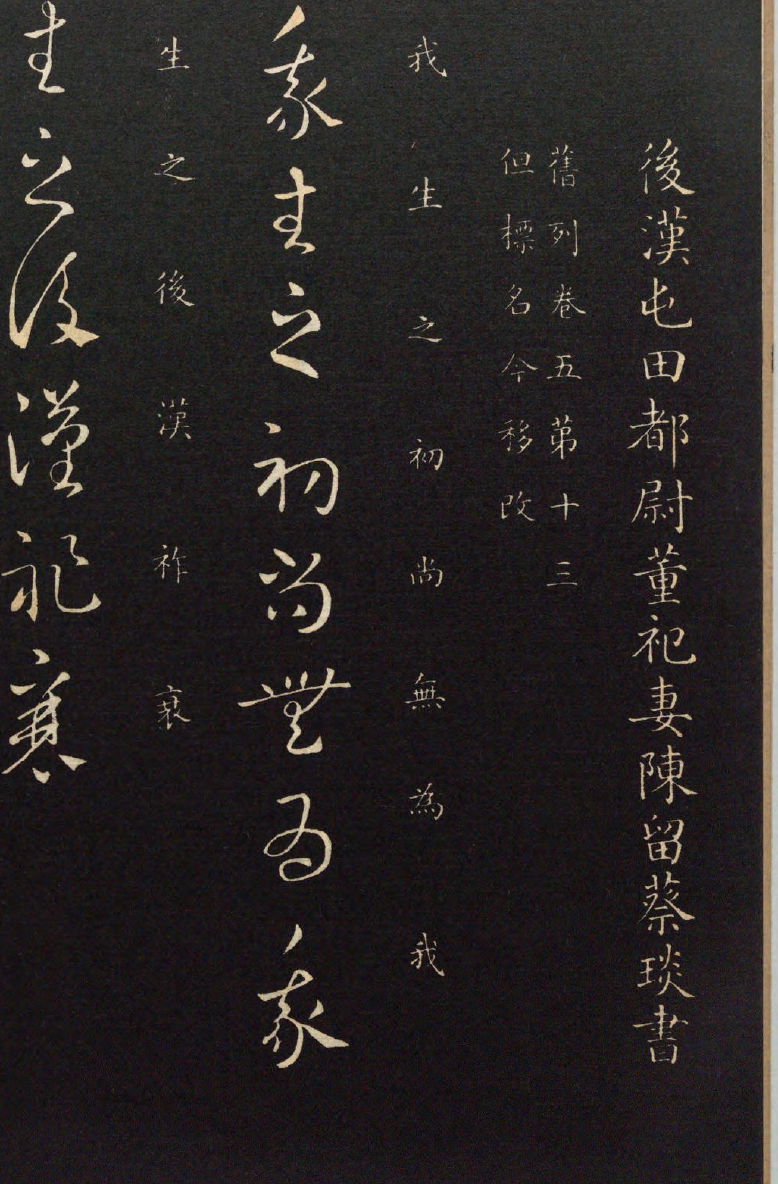 後漢屯田都尉董祀妻陳留蔡琰書
舊列卷五第十三
但標名今移改
我生之初尚無為我
我生之初尚無為我
生之後漢祚衰
生之後漢祚衰